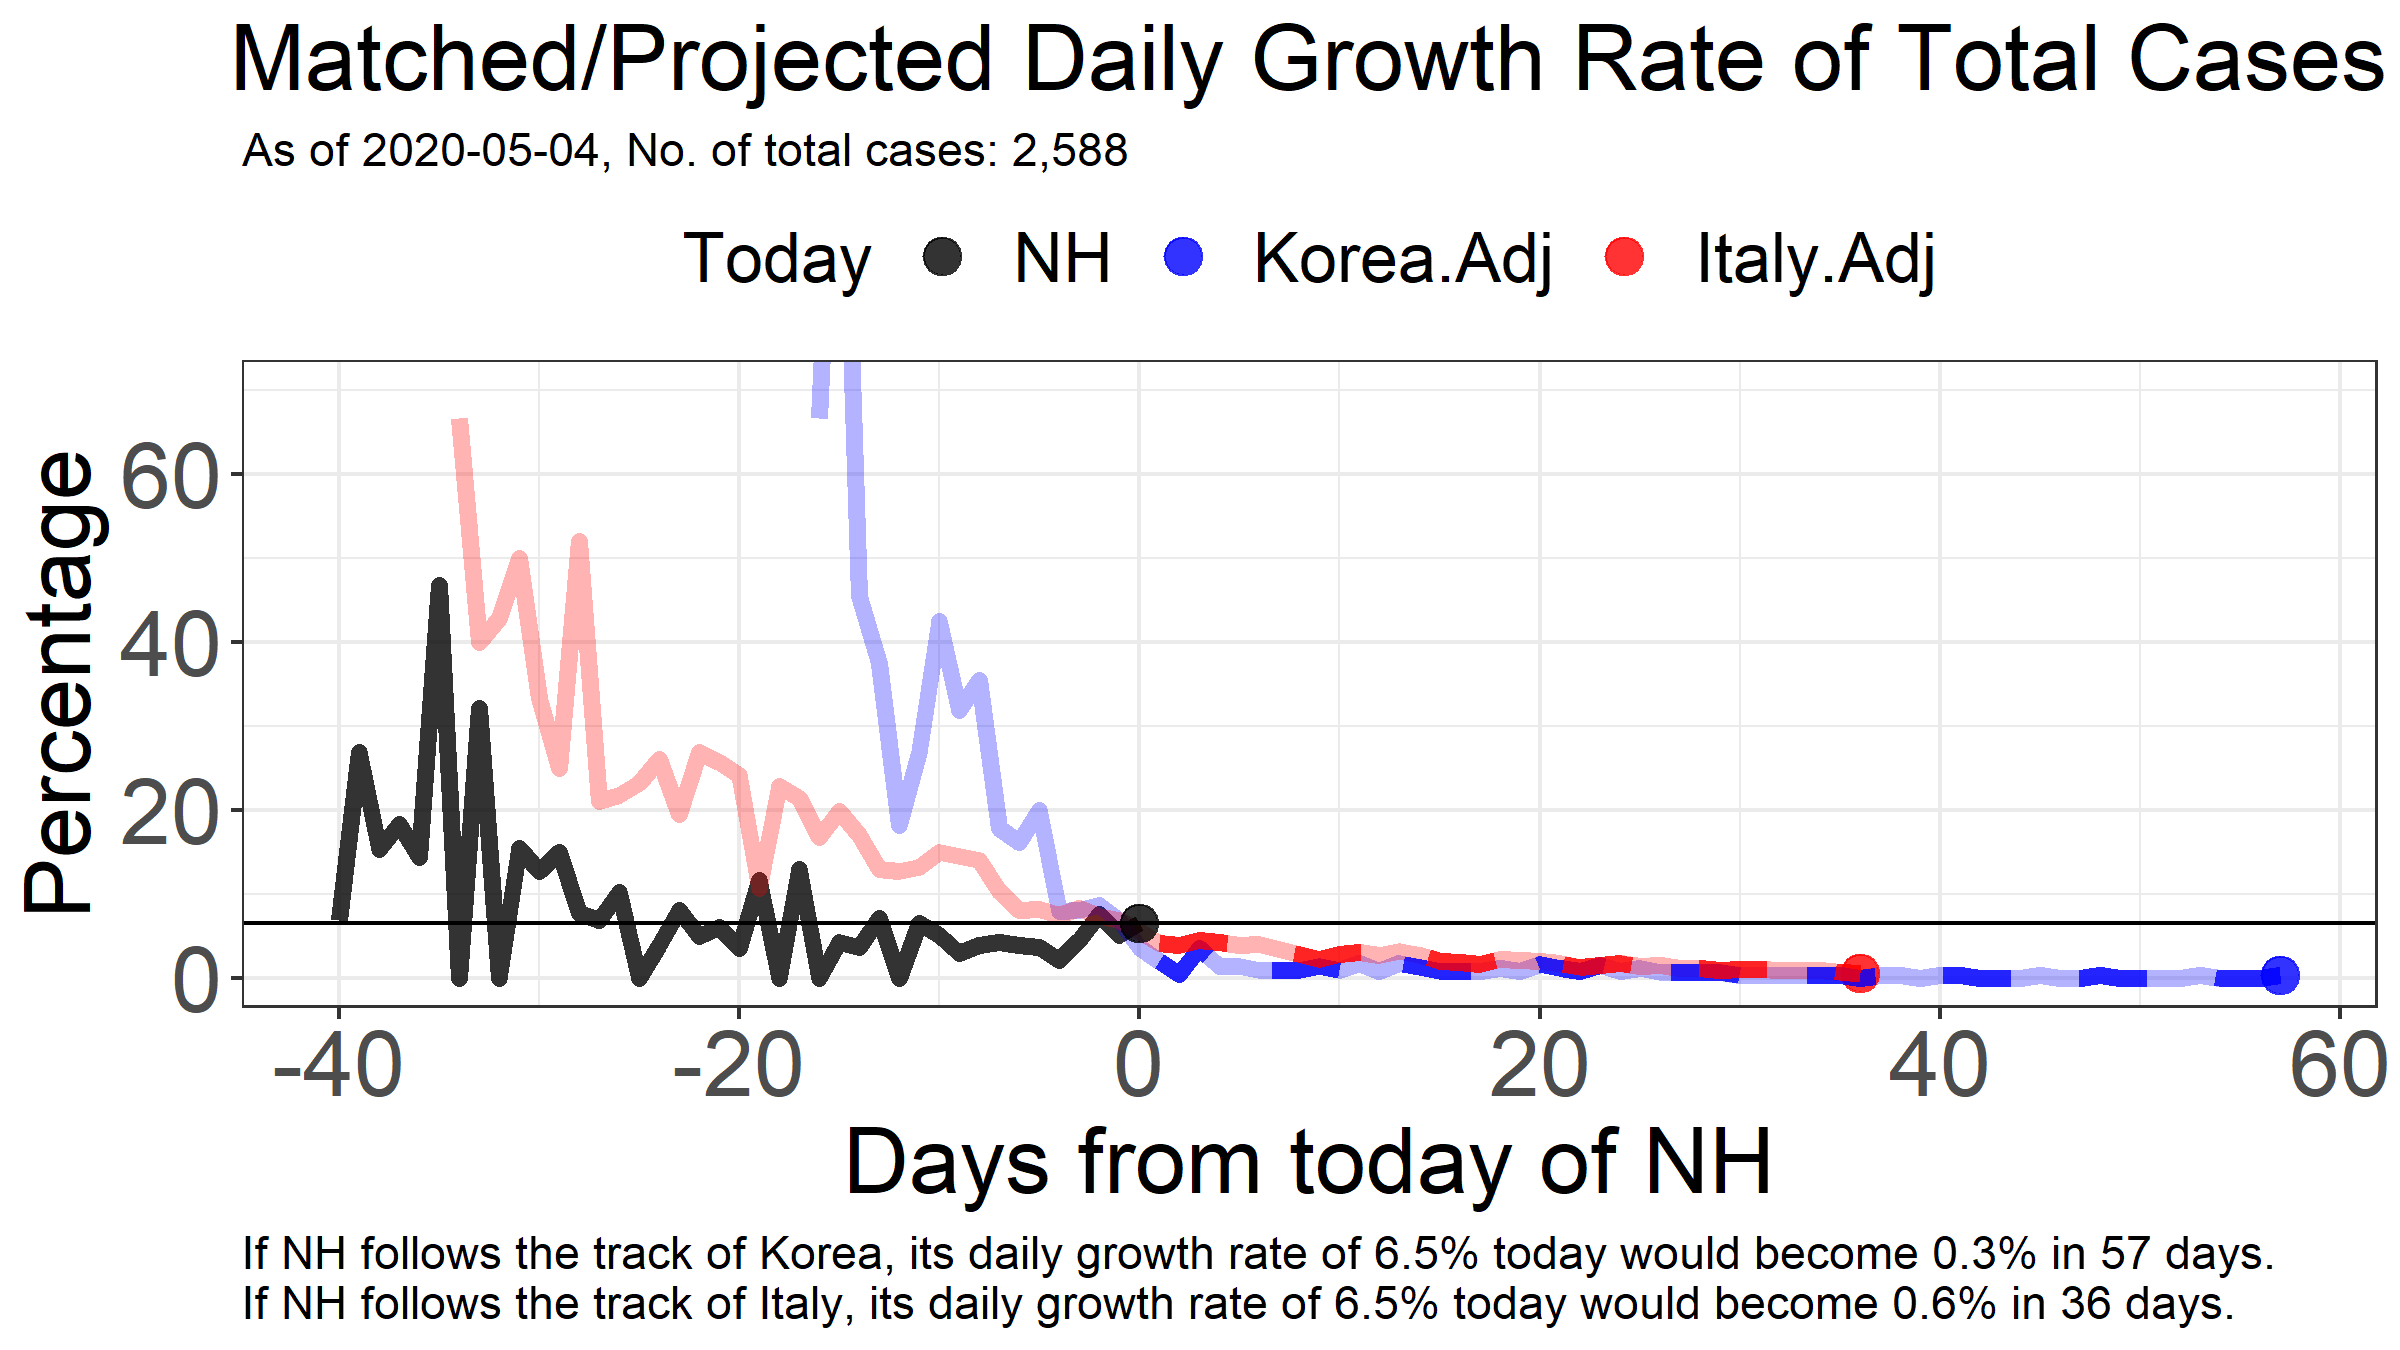 Matched/Projected Daily Growth Rate of Total Cases
As of 2020-05-04, No. of total cases: 2,588
Today NH Korea.Adj Italy.Adj
Percentage
60
40
20
0
-40 -20 0 20 40 60
Days from today of NH
If NH follows the track of Korea, its daily growth rate of 6.5% today would become 0.3% in 57 days.
If NH follows the track of Italy, its daily growth rate of 6.5% today would become 0.6% in 36 days.